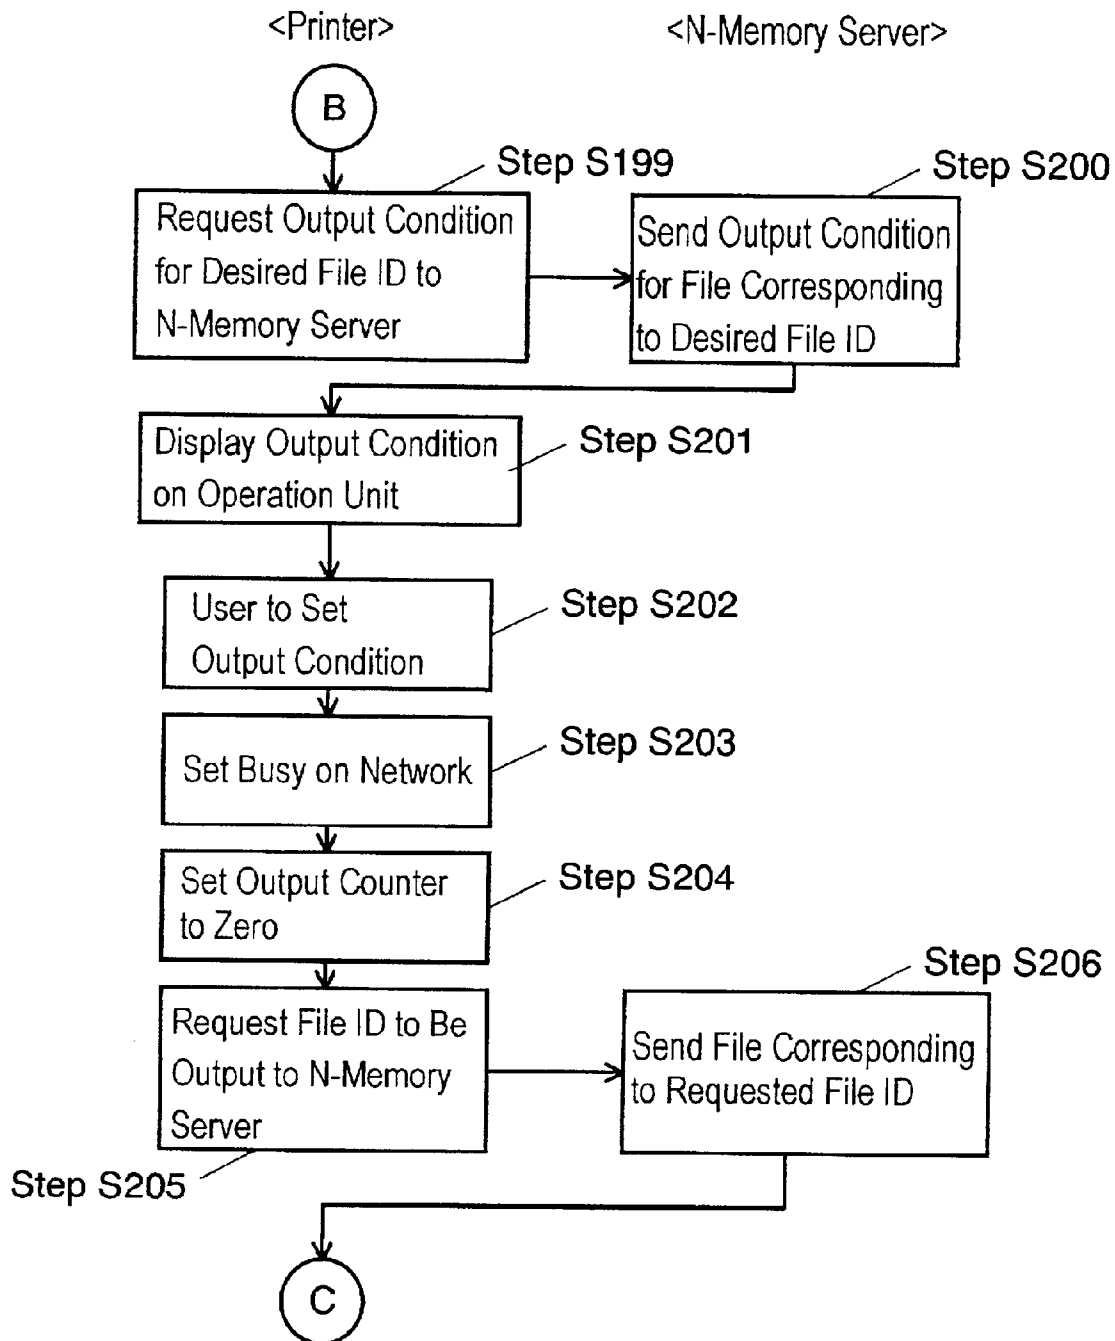 <Printer>
<N-Memory Server>
B
Step S199
Step S200
Request Output Condition
for Desired File ID to
N-Memory Server
Send Output Condition
for File Corresponding
to Desired File ID
Display Output Condition
on Operation Unit
Step S201
User to Set
Output Condition
Step S202
Set Busy on Network
Step S203
Set Output Counter
to Zero
Step S204
Step S206
Request File ID to Be
Output to N-Memory
Server
Send File Corresponding
to Requested File ID
Step S205
C